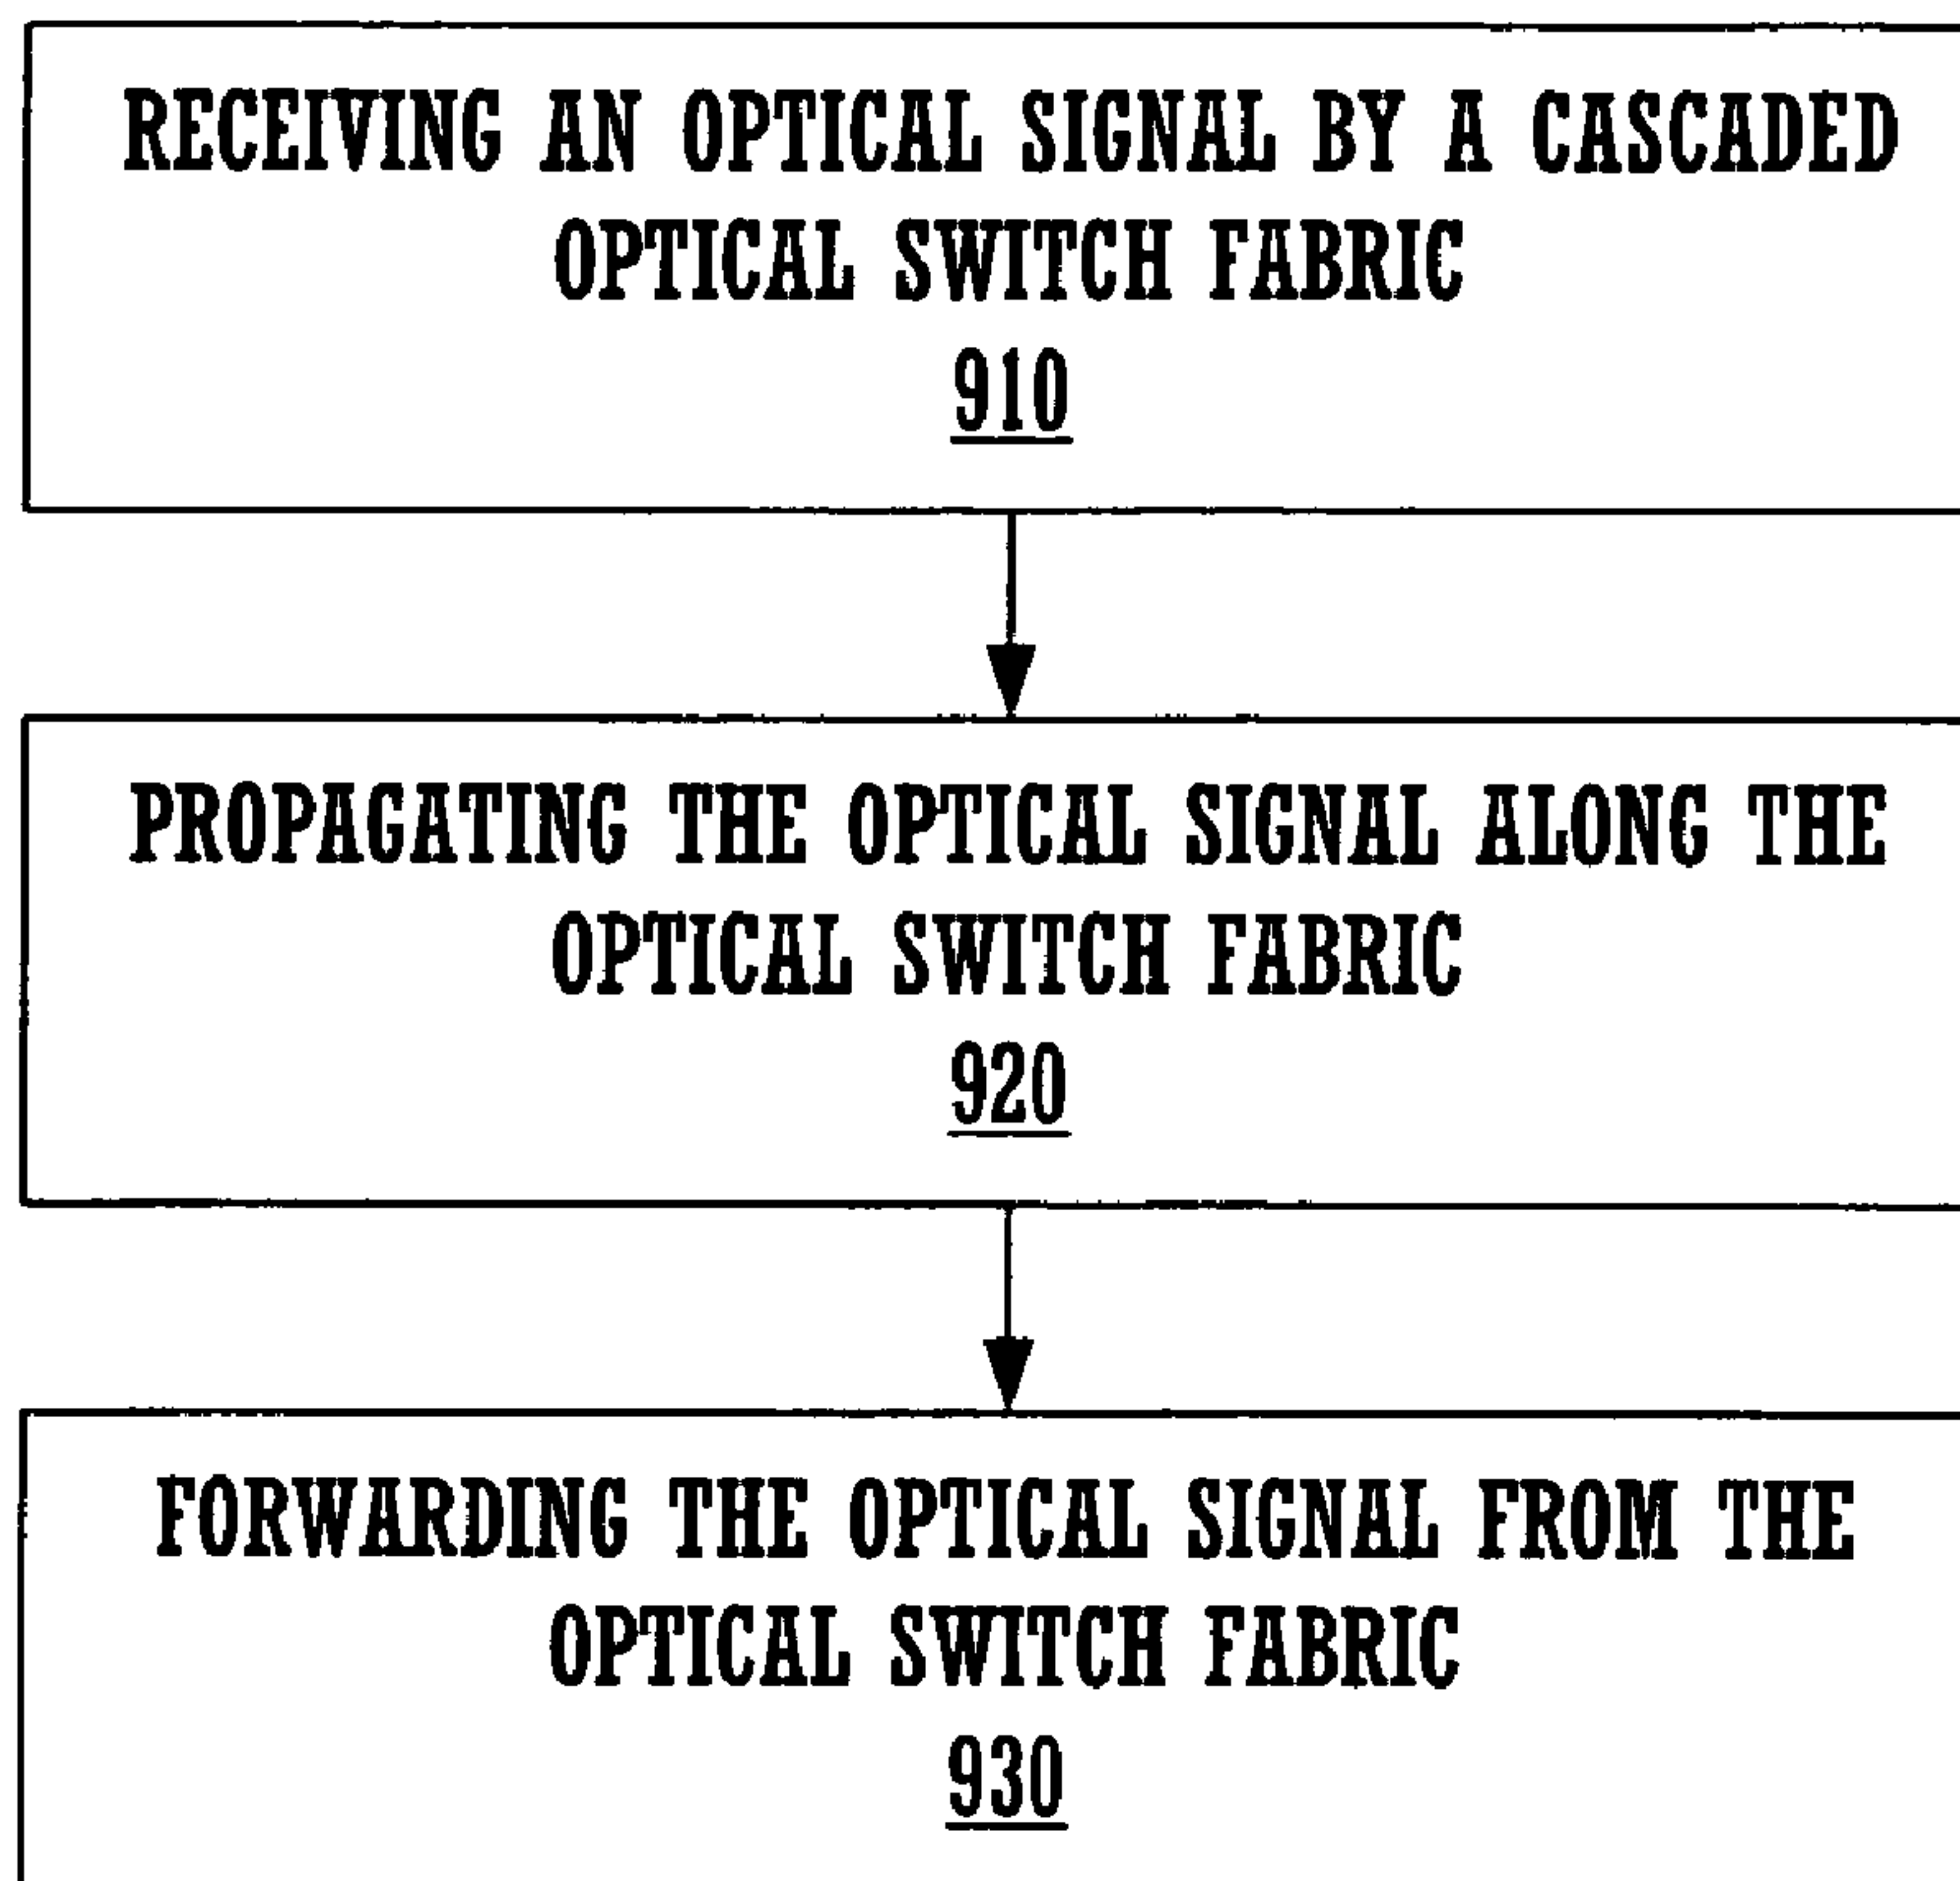 RECEIVING AN OPTICAL SIGNAL BY A CASCADED
OPTICAL SWITCH FABRIC
910
PROPAGATING THE OPTICAL SIGNAL ALONG THE
OPTICAL SWITCH FABRIC
920
FORWARDING THE OPTICAL SIGNAL FROM THE
OPTICAL SWITCH FABRIC
930